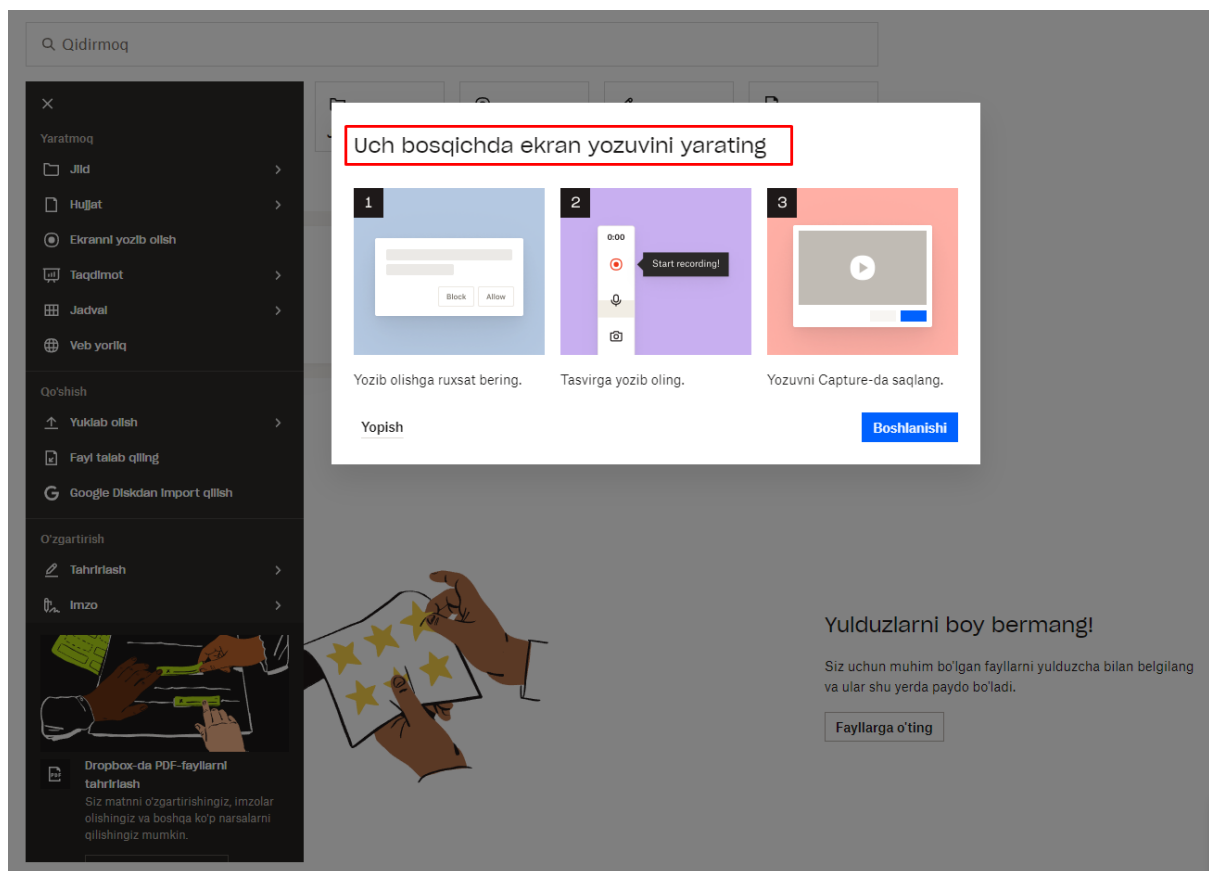 Qidirmoq
Yaratmoq
Jild
Hujjat
Ekranni yozib olish
Taqdimot
Jadval
Veb yorliq
Qo'shish
Yuklab olish
Fayl talab qiling
Google Diskdan import qilish
O'zgartirish
Tahrirlash
Imzo
PDF
Dropbox-da PDF-fayllarni
tahrirlash
Siz matnni o'zgartirishingiz, imzolar
olishingiz va boshqa ko'p narsalarni
qilishingiz mumkin.
Uch bosqichda ekran yozuvini yarating
1
Block
Allow
Yozib olishga ruxsat bering.
2
0:00
Start recording!
Tasvirga yozib oling.
3
Yozuvni Capture-da saqlang.
Yopish
Boshlanishi
Yulduzlarni boy bermang!
Siz uchun muhim bo'lgan fayllarni yulduzcha bilan belgilang
va ular shu yerda paydo bo'ladi.
Fayllarga o'ting